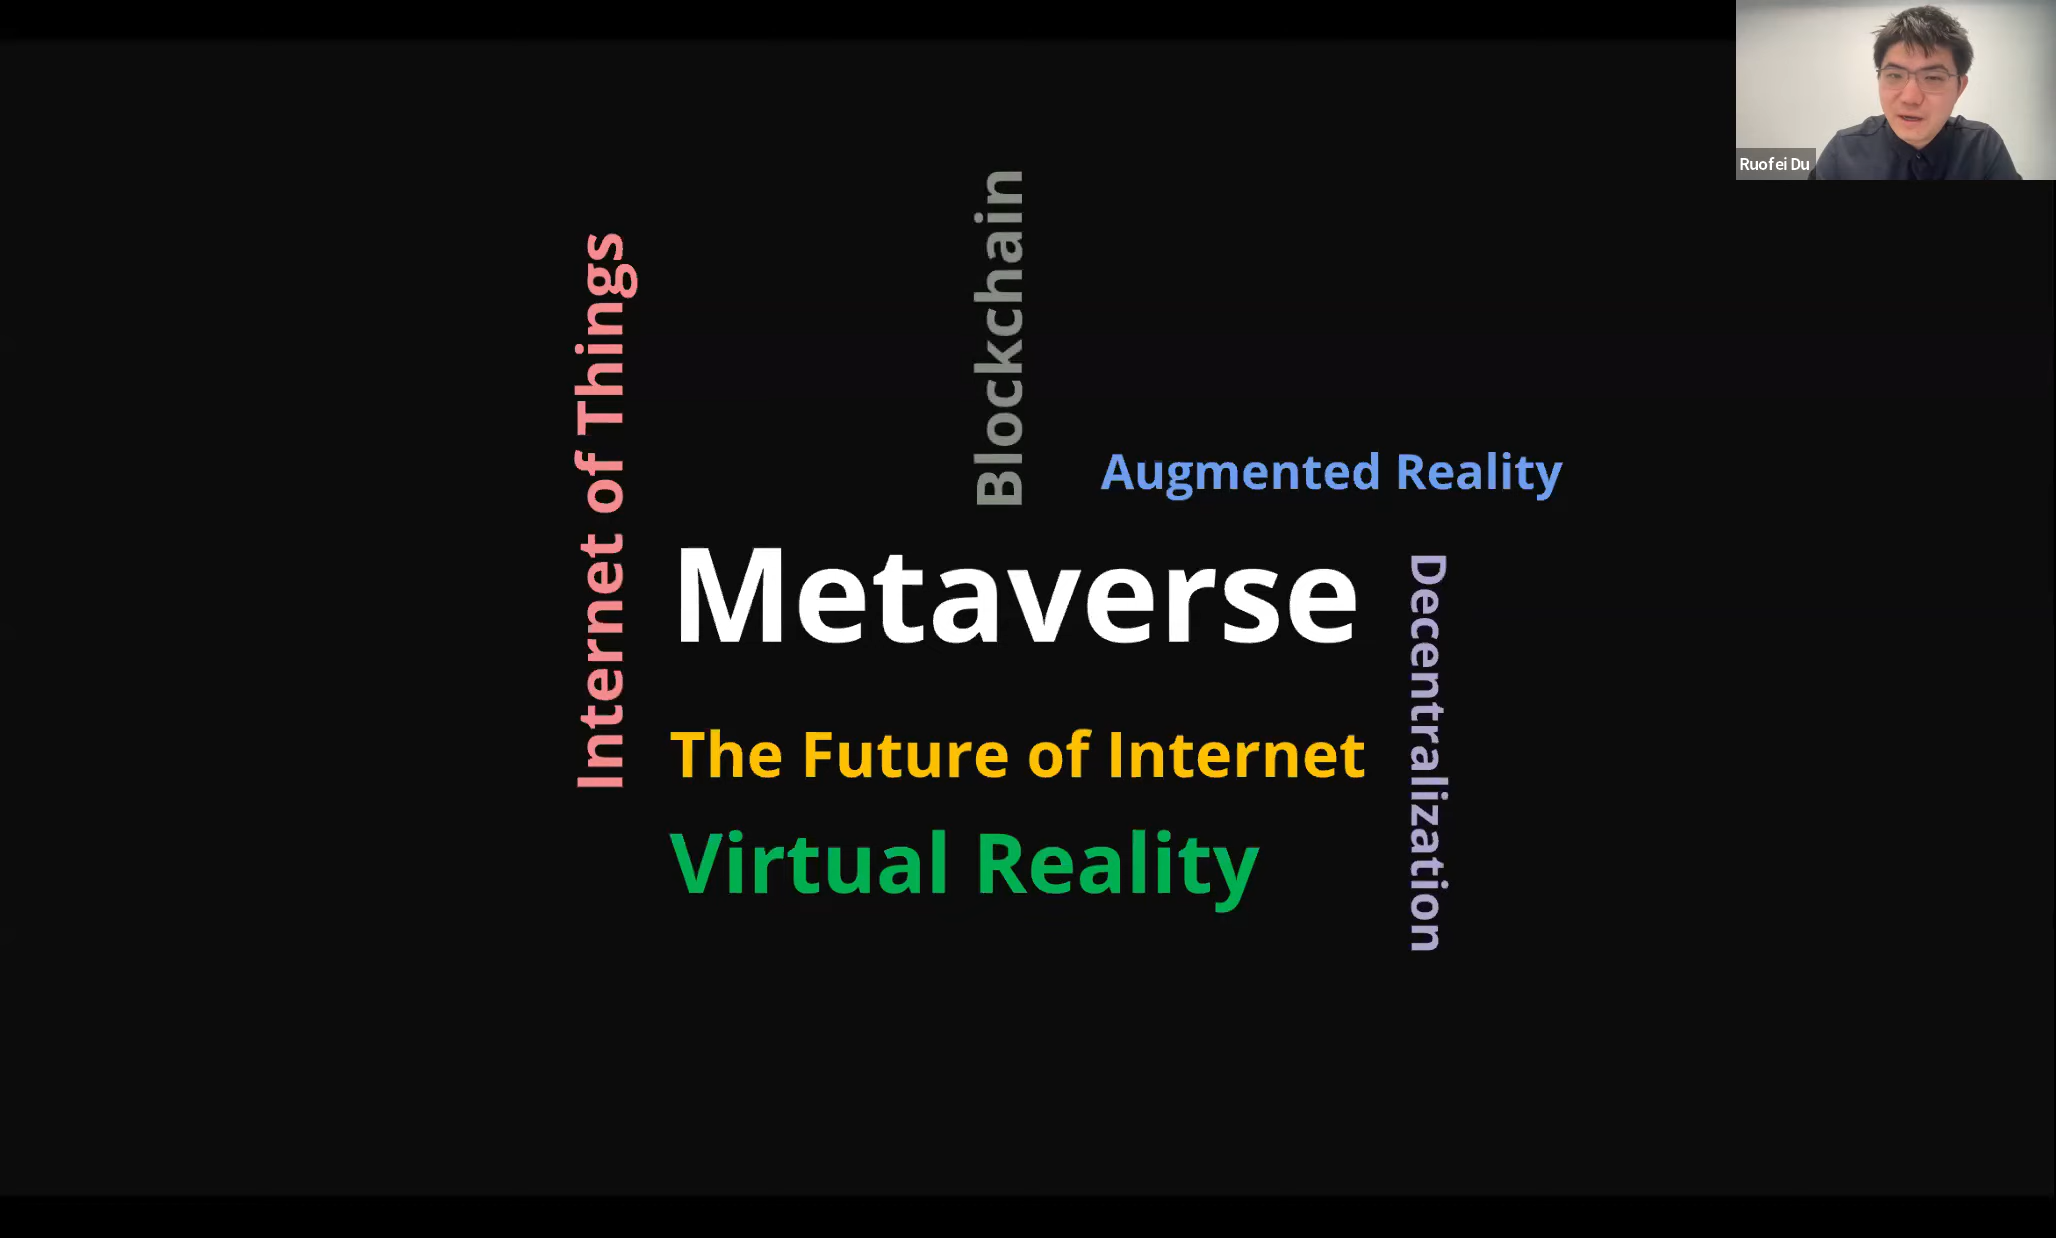 Ruofei Du
Internet of Things
Blockchain
Augmented Reality
Metaverse
Decentralization
The Future of Internet
Virtual Reality